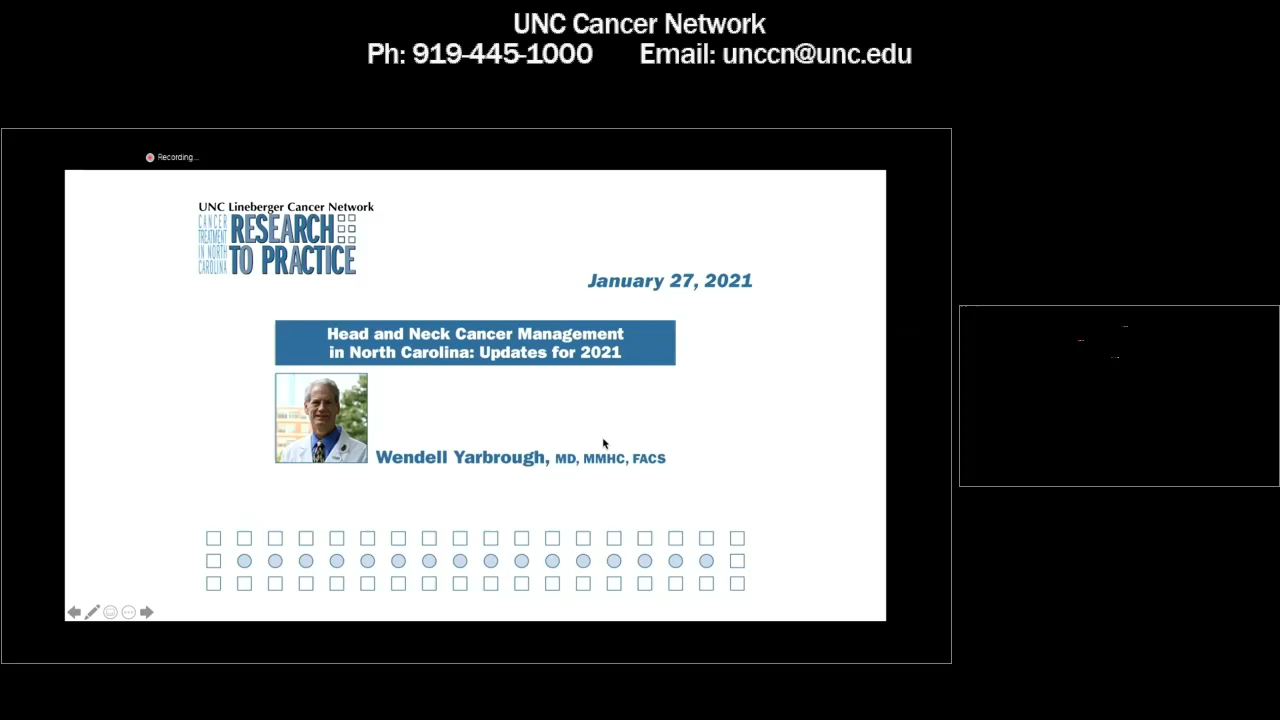 UNC Cancer Network
Ph: 919-445-1000 Email: unccn@unc.edu
Recording...
UNC Lineberger Cancer Network
CANCER TREATMENT IN NORTH CAROLINA
RESEARCH TO PRACTICE
January 27, 2021
Head and Neck Cancer Management
in North Carolina: Updates for 2021
Wendell Yarbrough, MD, MMHC, FACS